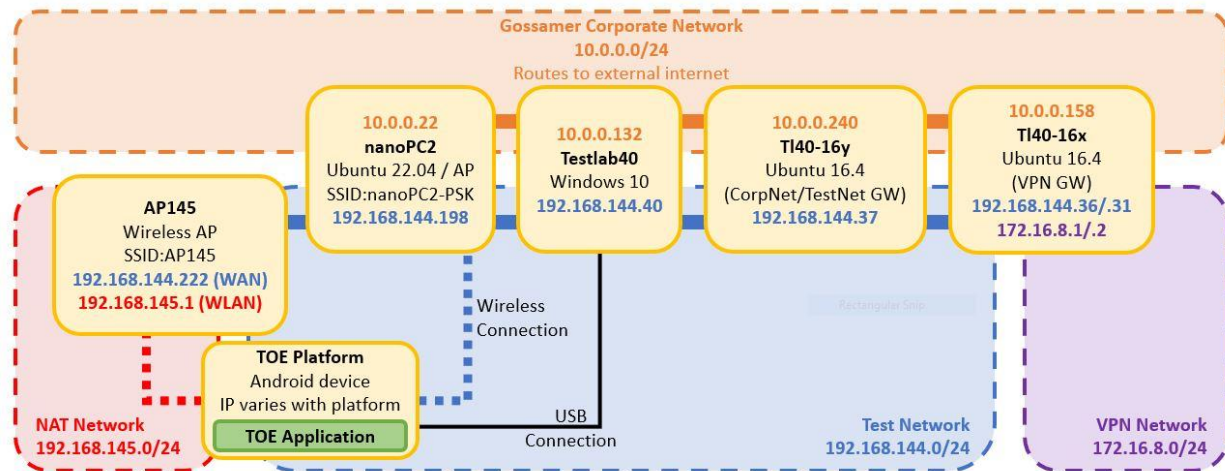 Gossamer Corporate Network
10.0.0.0/24
Routes to external internet
10.0.0.22
nanoPC2
Ubuntu 22.04 / AP
SSID:nanoPC2-PSK
192.168.144.198
10.0.0.132
Testlab40
Windows 10
192.168.144.40
10.0.0.240
Tl40-16y
Ubuntu 16.4
(CorpNet/TestNet GW)
192.168.144.37
10.0.0.158
Tl40-16x
Ubuntu 16.4
(VPN GW)
192.168.144.36/.31
172.16.8.1/.2
AP145
Wireless AP
SSID:AP145
192.168.144.222 (WAN)
192.168.145.1 (WLAN)
Wireless
Connection
Rectangular Snip
TOE Platform
Android device
IP varies with platform
TOE Application
USB
Connection
NAT Network
192.168.145.0/24
Test Network
192.168.144.0/24
VPN Network
172.16.8.0/24